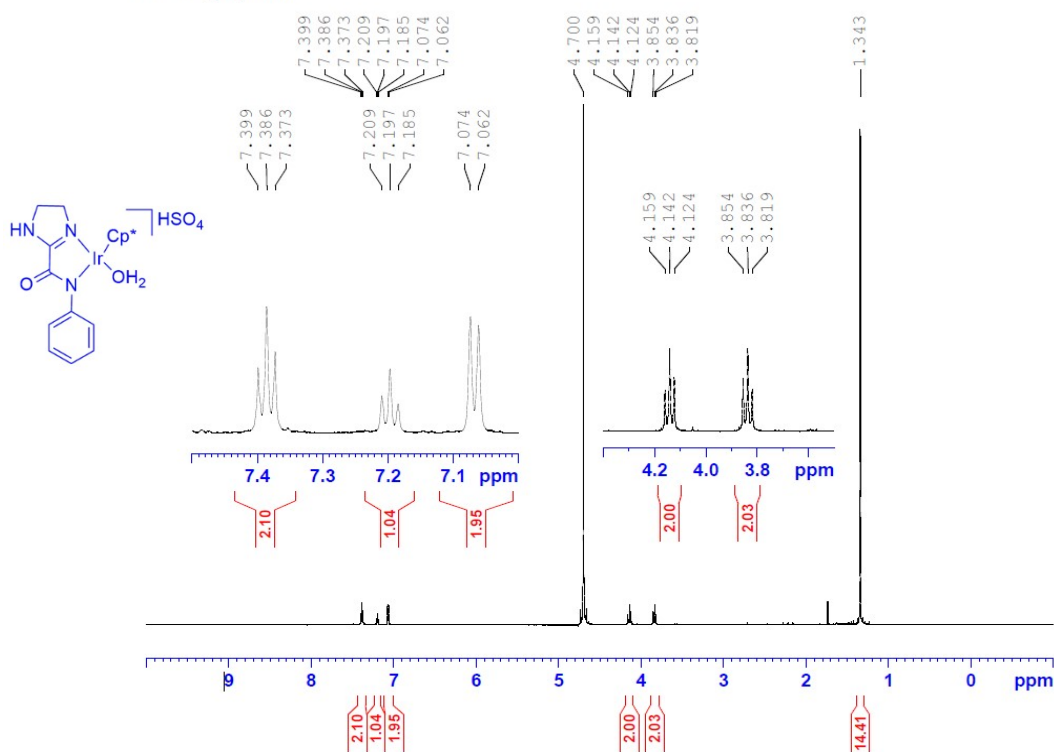 7.399
7.386
7.373
7.209
7.197
7.185
7.074
7.062
4.700
4.159
4.142
4.124
3.854
3.836
3.819
1.343
7.399
7.386
7.373
7.209
7.197
7.185
7.074
7.062
4.159
4.142
4.124
3.854
3.836
3.819
HN
N
Cp*
HSO4
Ir
OH2
O
N
7.4 7.3 7.2 7.1 ppm
4.2 4.0 3.8 ppm
2.10 1.04 1.95
2.00 2.03
9 8 7 6 5 4 3 2 1 0 ppm
2.10 1.04 1.95 2.00 2.03 14.41